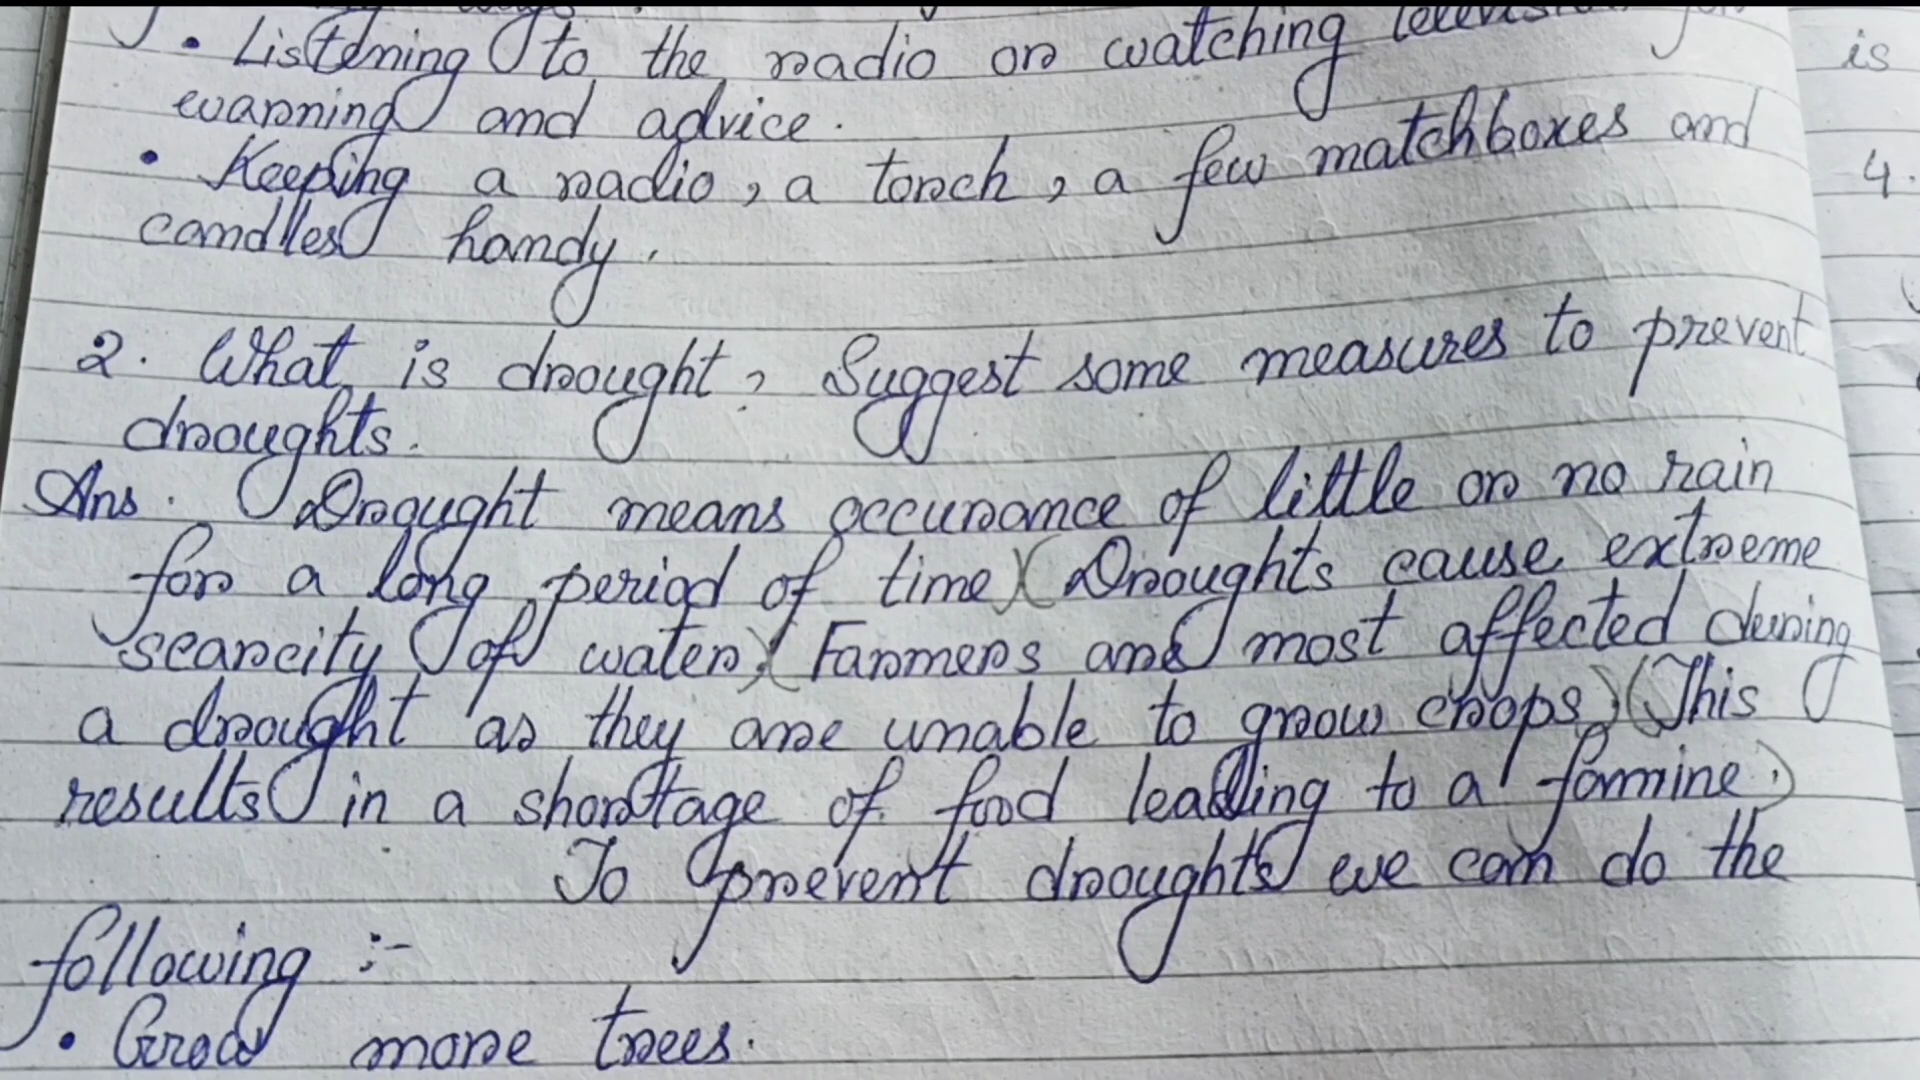 • Listening to the radio or watching television for
warning and advice.
• Keeping a radio, a torch, a few matchboxes and
candles handy.
2. What is drought? Suggest some measures to prevent
droughts.
Ans. Drought means occurance of little or no rain
for a long period of time. (Droughts cause extreme
scarcity of water.) (Farmers are most affected during
a drought as they are unable to grow crops.) (This
results in a shortage of food leading to a famine.)
To prevent droughts we can do the
following :-
• Grow more trees.
is
4.